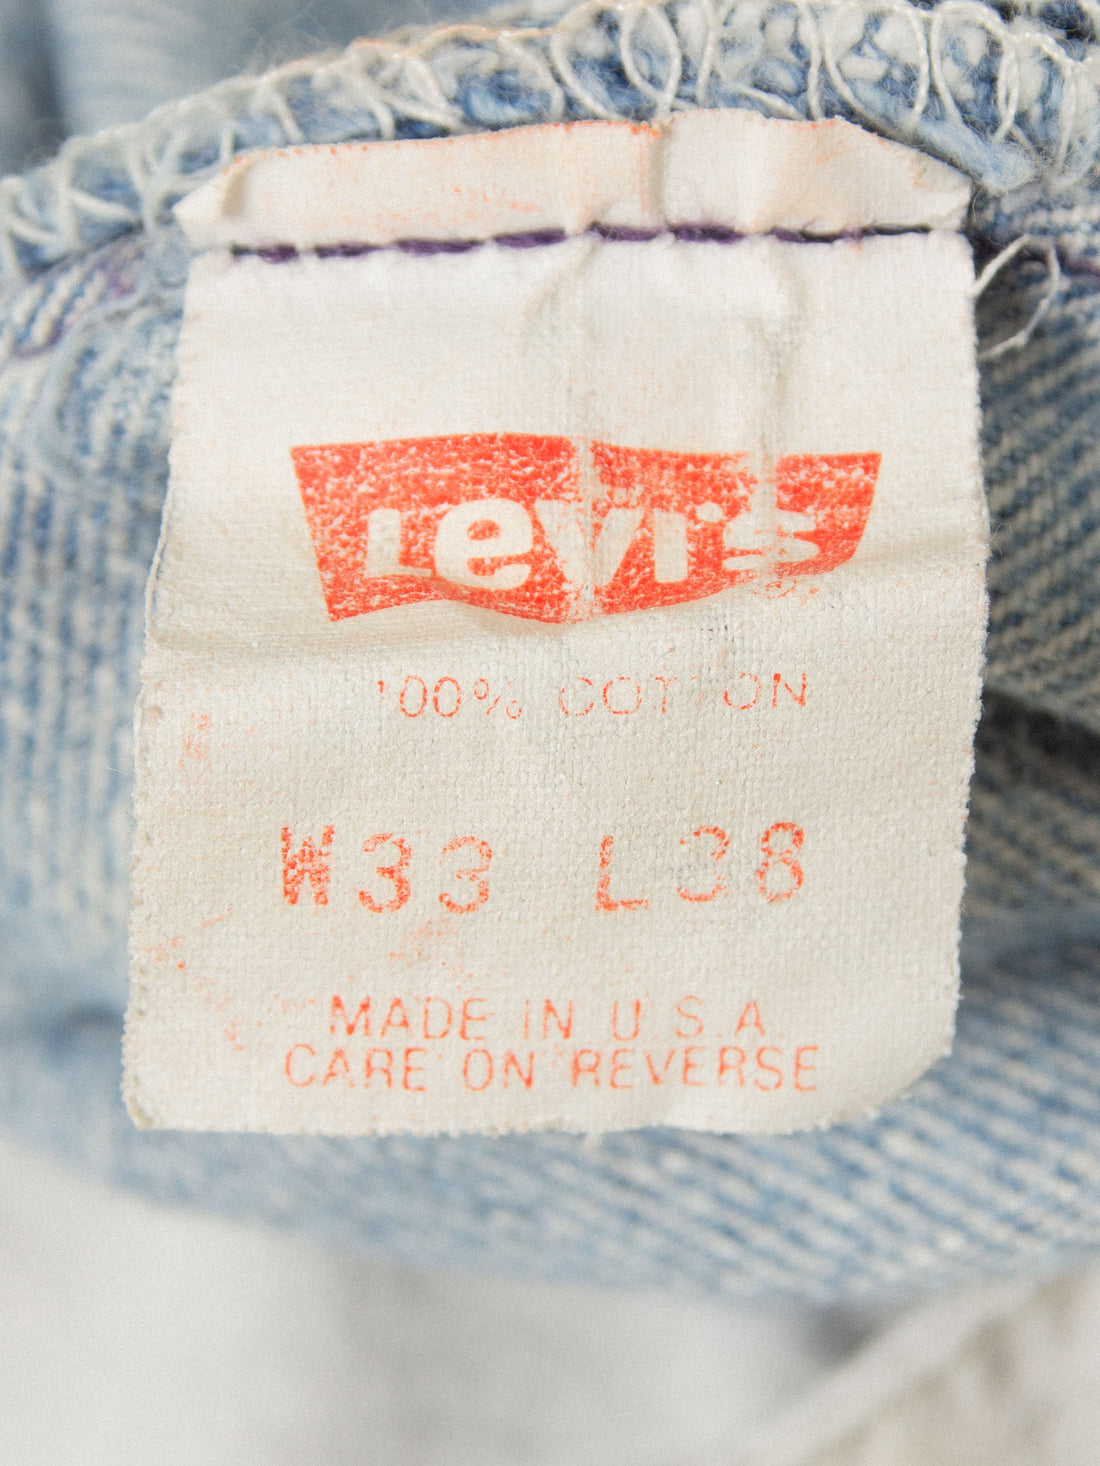 Levi's
100% COTTON
W33 L38
MADE IN U.S.A.
CARE ON REVERSE